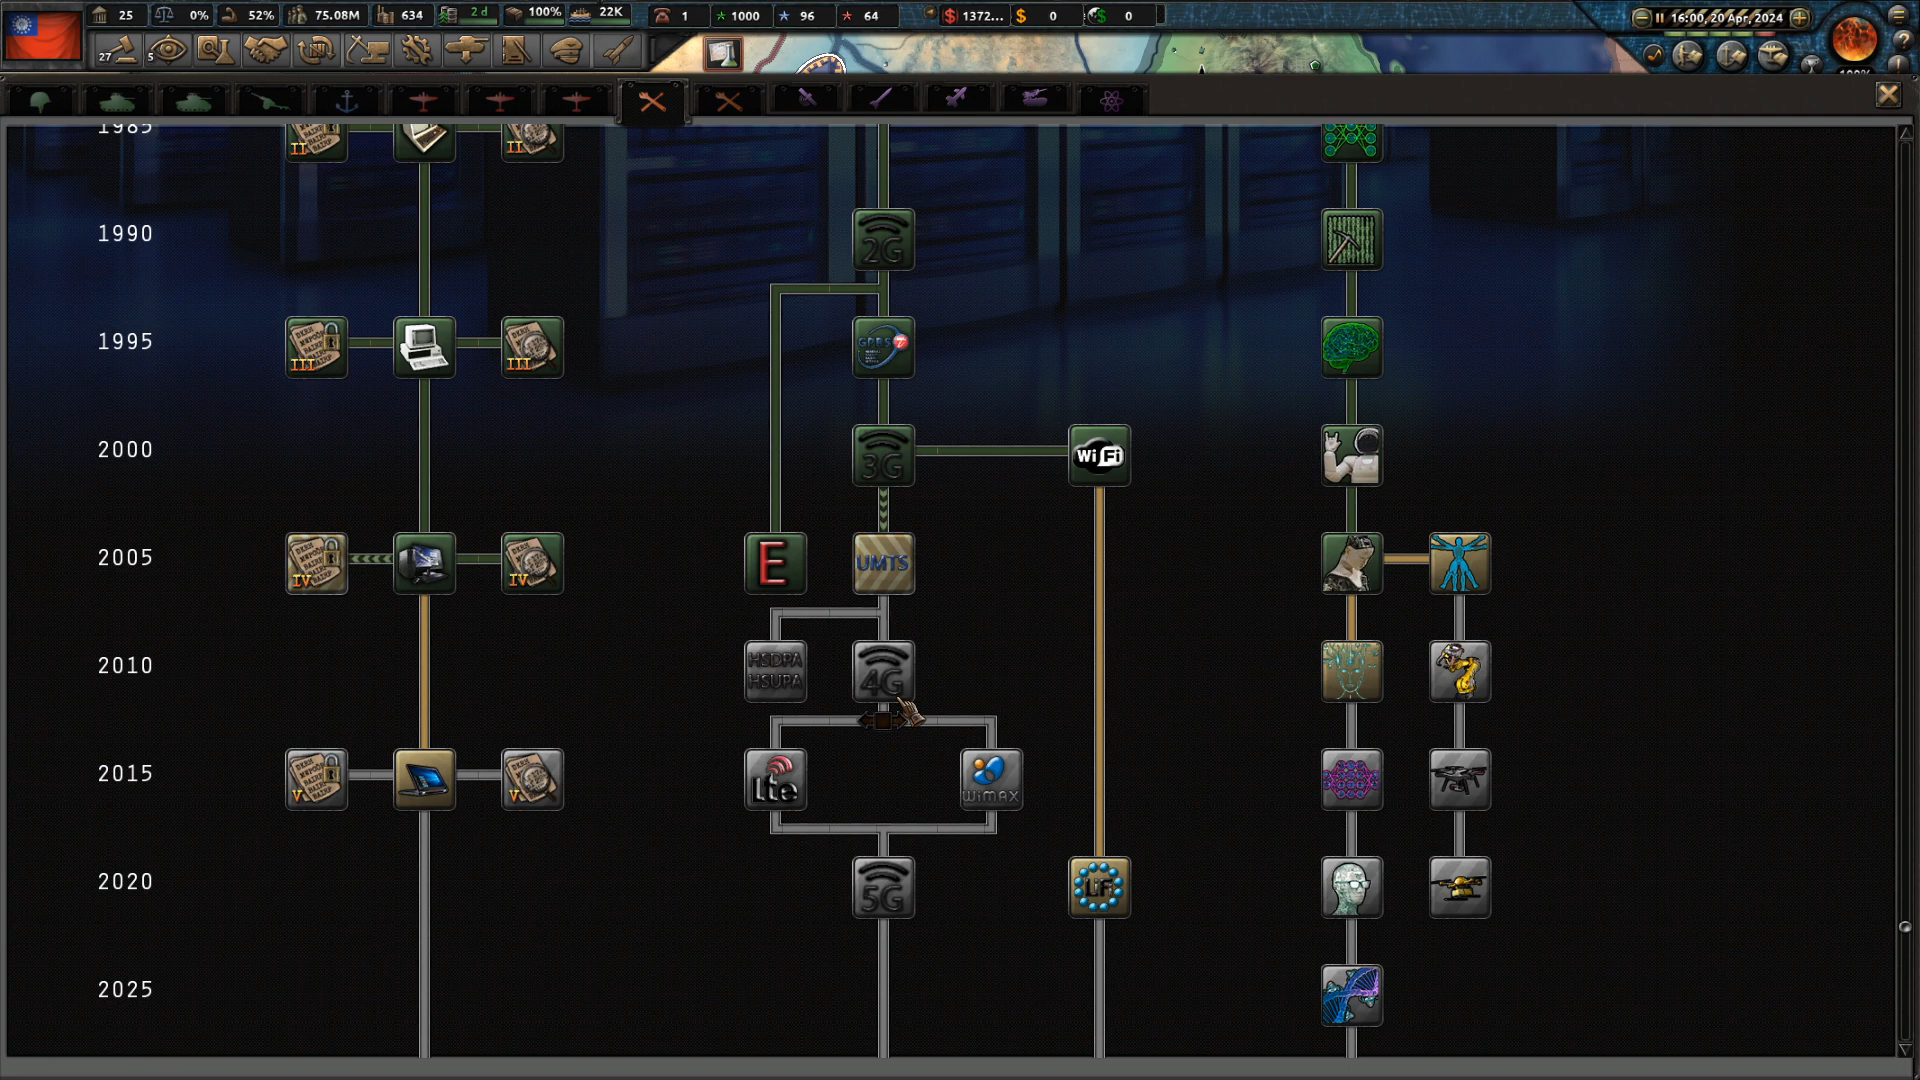 25 0% 52% 75.08M 634 2 d 100% 22K 1 1000 96 64 1372... 0 0 16:00, 20 Apr, 2024
27 5
1985 II II
1990 2G
1995 III III GPRS
2000 3G WiFi
2005 IV IV E UMTS
2010 HSDPA HSUPA 4G
2015 V V Lte WiMAX
2020 5G LiFi
2025